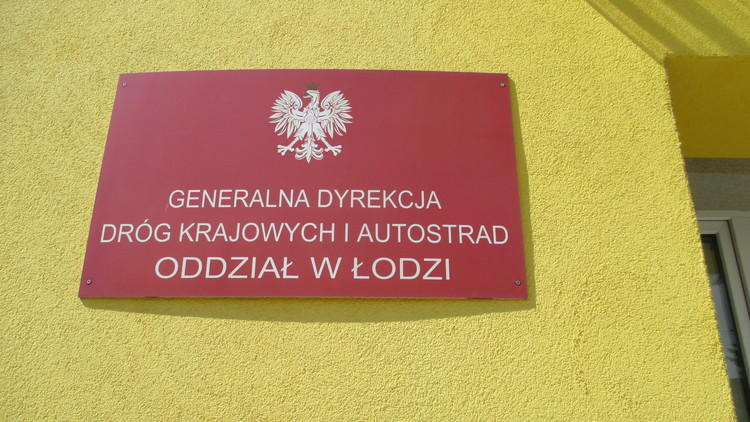 GENERALNA DYREKCJA
DRÓG KRAJOWYCH I AUTOSTRAD
ODDZIAŁ W ŁODZI